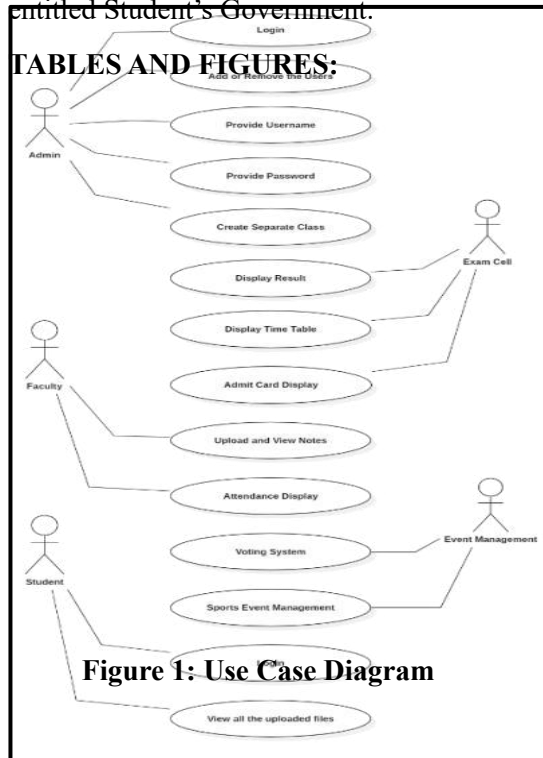 entitled Student's Government.
Login
TABLES AND FIGURES:
Add or Remove the Users
Provide Username
Admin
Provide Password
Create Separate Class
Exam Cell
Display Result
Display Time Table
Faculty
Admit Card Display
Upload and View Notes
Attendance Display
Event Management
Voting System
Student
Sports Event Management
Login
Figure 1: Use Case Diagram
View all the uploaded files